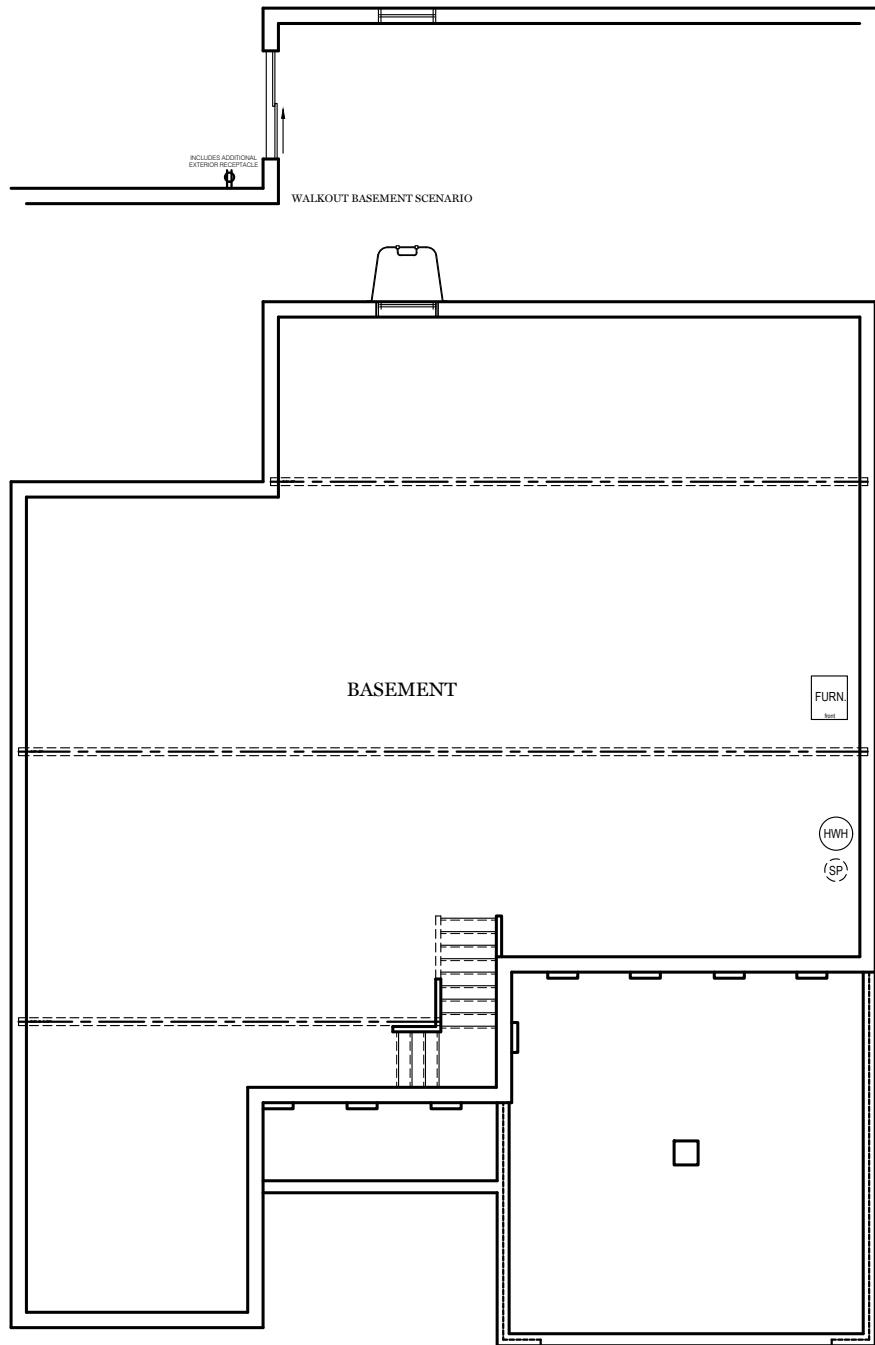 INCLUDES ADDITIONAL
EXTERIOR RECEPTACLE
WALKOUT BASEMENT SCENARIO
BASEMENT
FURN.
front
HWH
SP